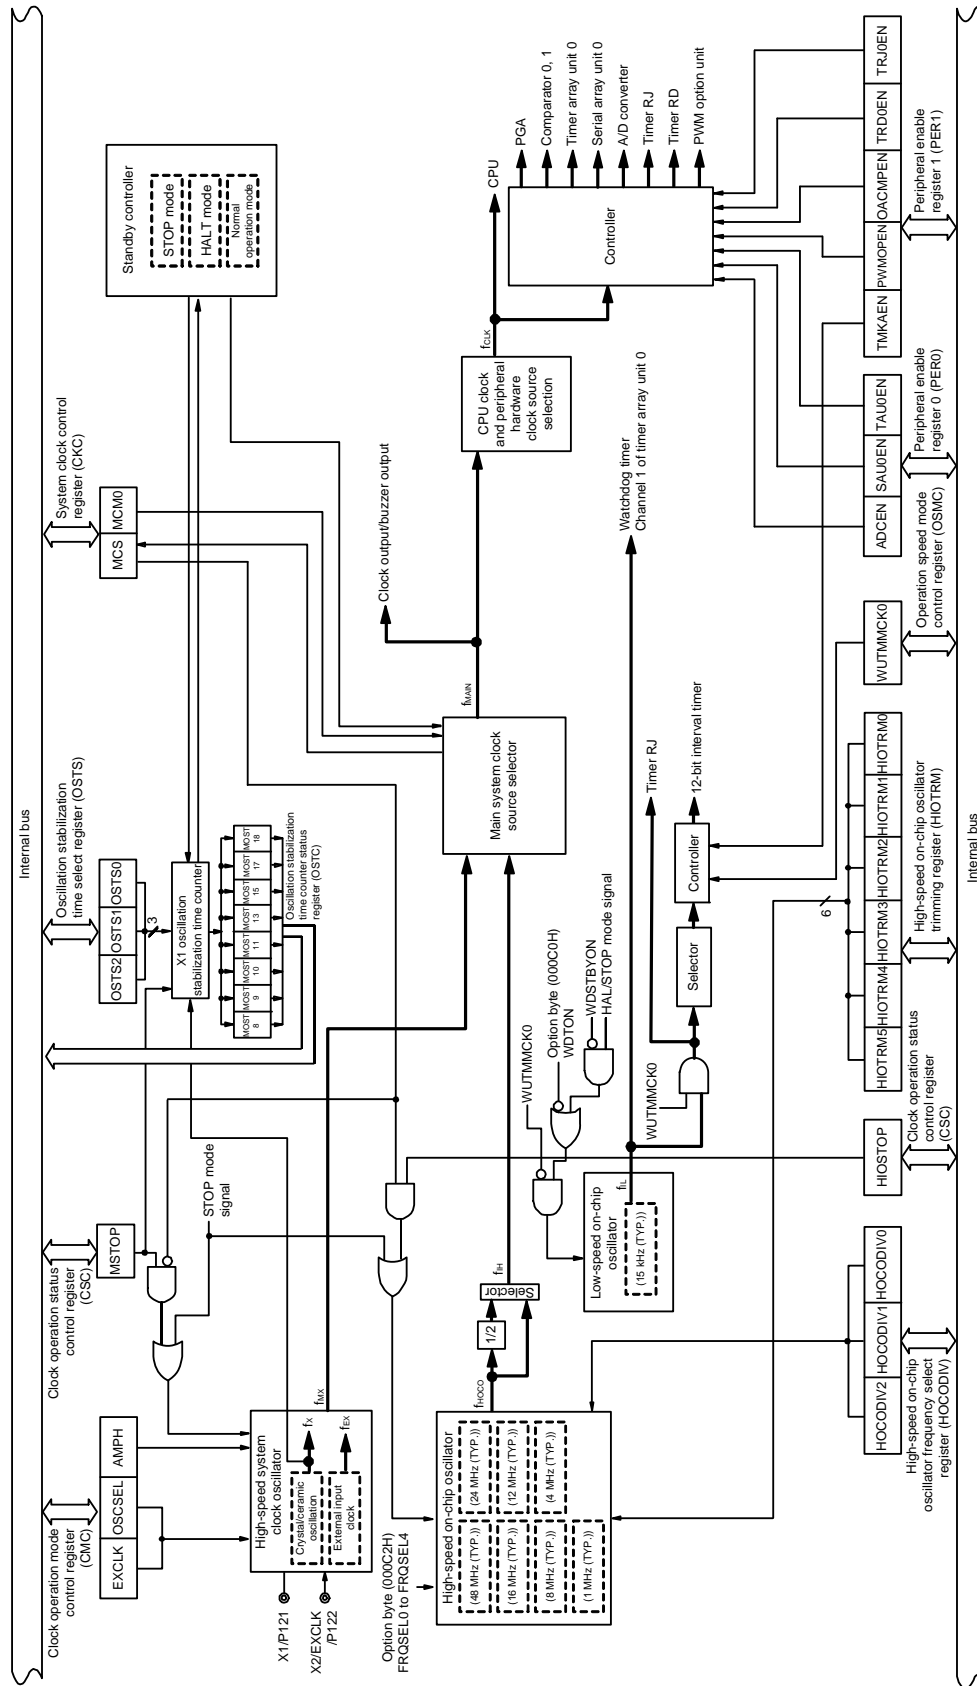 Internal bus
Clock operation mode
control register
(CMC)
EXCLK
OSCSEL
AMPH
Clock operation status
control register
(CSC)
MSTOP
STOP mode
signal
Oscillation stabilization
time select register (OSTS)
OSTS2
OSTS1
OSTS0
3
X1 oscillation
stabilization time counter
MOST
8
MOST
9
MOST
10
MOST
11
MOST
13
MOST
15
MOST
17
MOST
18
Oscillation stabilization
time counter status
register (OSTC)
System clock control
register (CKC)
MCS
MCM0
Standby controller
STOP mode
HALT mode
Normal
operation mode
X1/P121
X2/EXCLK
/P122
High-speed system
clock oscillator
Crystal/ceramic
oscillation
External input
clock
fX
fEX
fMX
Option byte (000C2H)
FRQSEL0 to FRQSEL4
High-speed on-chip oscillator
(48 MHz (TYP.))
(24 MHz (TYP.))
(16 MHz (TYP.))
(12 MHz (TYP.))
(8 MHz (TYP.))
(4 MHz (TYP.))
(1 MHz (TYP.))
fHOCO
1/2
Selector
fIH
Main system clock
source selector
fMAIN
Clock output/buzzer output
CPU clock
and peripheral
hardware
clock source
selection
fCLK
CPU
Controller
PGA
Comparator 0, 1
Timer array unit 0
Serial array unit 0
A/D converter
Timer RJ
Timer RD
PWM option unit
WUTMMCK0
Option byte (000C0H)
WDTON
WDSTBYON
HAL/STOP mode signal
Low-speed on-chip
oscillator
(15 kHz (TYP.))
fIL
Watchdog timer
Channel 1 of timer array unit 0
WUTMMCK0
Timer RJ
Selector
Controller
12-bit interval timer
6
HOCODIV2
HOCODIV1
HOCODIV0
High-speed on-chip
oscillator frequency select
register (HOCODIV)
HIOSTOP
Clock operation status
control register
(CSC)
HIOTRM5
HIOTRM4
HIOTRM3
HIOTRM2
HIOTRM1
HIOTRM0
High-speed on-chip oscillator
trimming register (HIOTRM)
WUTMMCK0
Operation speed mode
control register (OSMC)
ADCEN
SAU0EN
TAU0EN
Peripheral enable
register 0 (PER0)
TMKAEN
PWMOPEN
OACMPEN
TRD0EN
TRJ0EN
Peripheral enable
register 1 (PER1)
Internal bus